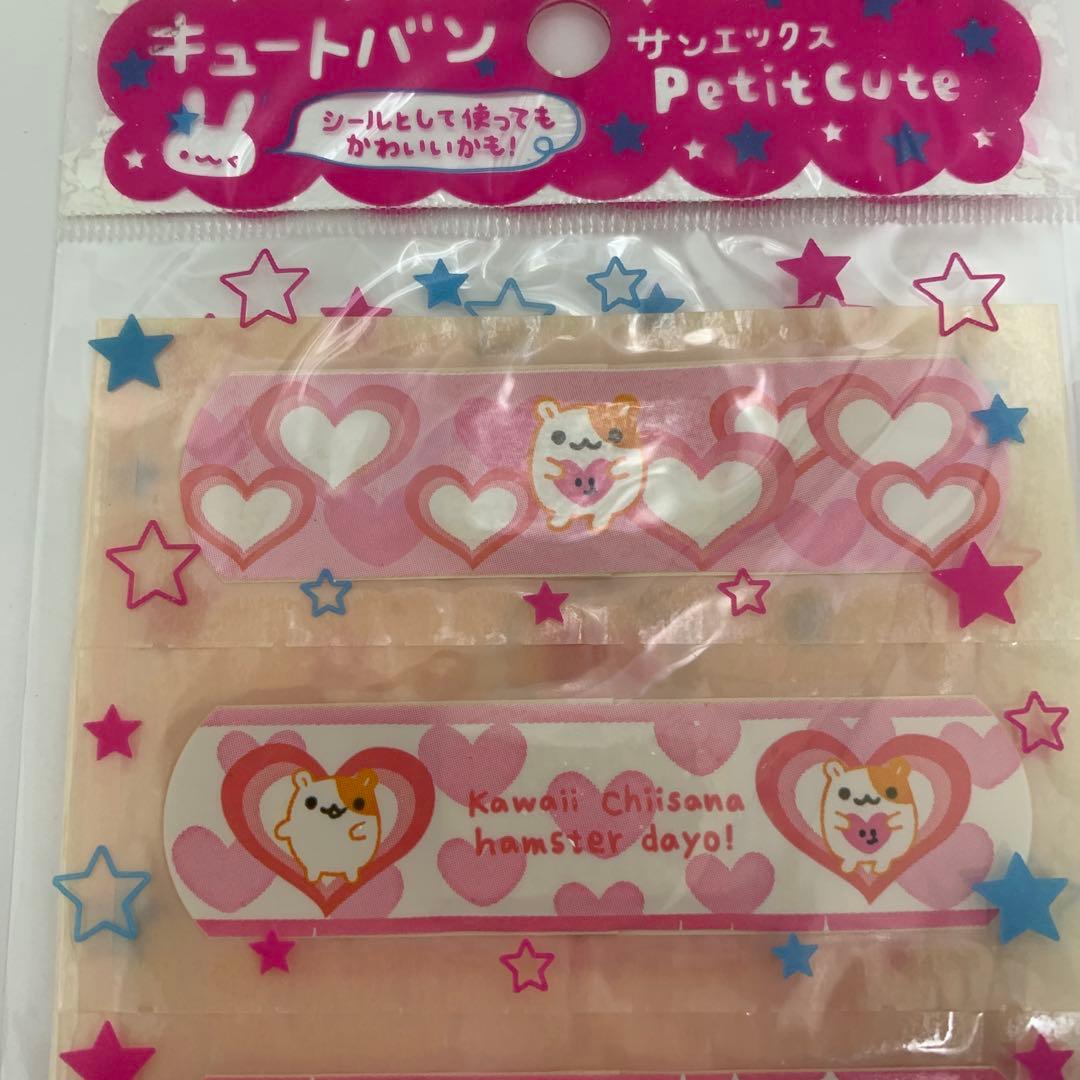 キュートバン
サンエックス
Petit Cute
シールとして使っても
かわいいかも!
Kawaii Chiisana
hamster dayo!